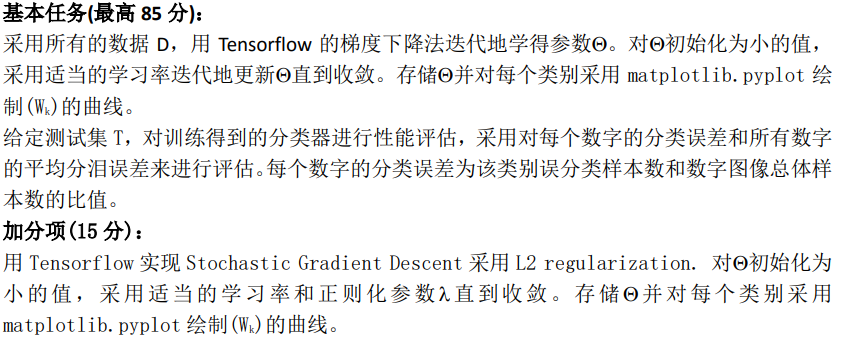 基本任务(最高 85 分)：
采用所有的数据 D，用 Tensorflow 的梯度下降法迭代地学得参数Θ。对Θ初始化为小的值，
采用适当的学习率迭代地更新Θ直到收敛。存储Θ并对每个类别采用 matplotlib.pyplot 绘
制(Wk)的曲线。
给定测试集 T，对训练得到的分类器进行性能评估，采用对每个数字的分类误差和所有数字
的平均分泪误差来进行评估。每个数字的分类误差为该类别误分类样本数和数字图像总体样
本数的比值。
加分项(15 分)：
用 Tensorflow 实现 Stochastic Gradient Descent 采用 L2 regularization. 对Θ初始化为
小的值，采用适当的学习率和正则化参数λ直到收敛。存储Θ并对每个类别采用
matplotlib.pyplot 绘制(Wk)的曲线。